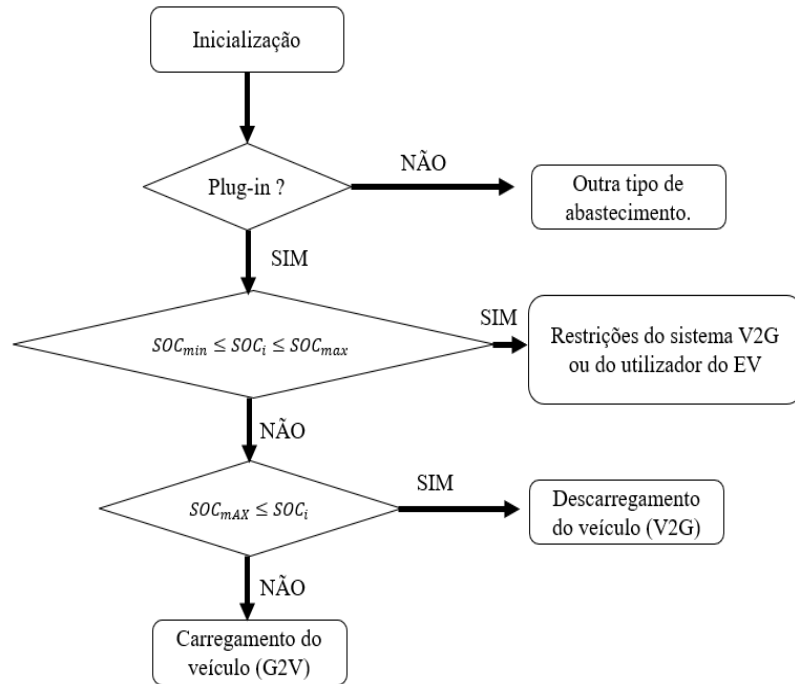 Inicialização
Plug-in ?
NÃO
Outra tipo de
abastecimento.
SIM
SOC_min ≤ SOC_i ≤ SOC_max
SIM
Restrições do sistema V2G
ou do utilizador do EV
NÃO
SOC_mAX ≤ SOC_i
SIM
Descarregamento
do veículo (V2G)
NÃO
Carregamento do
veículo (G2V)